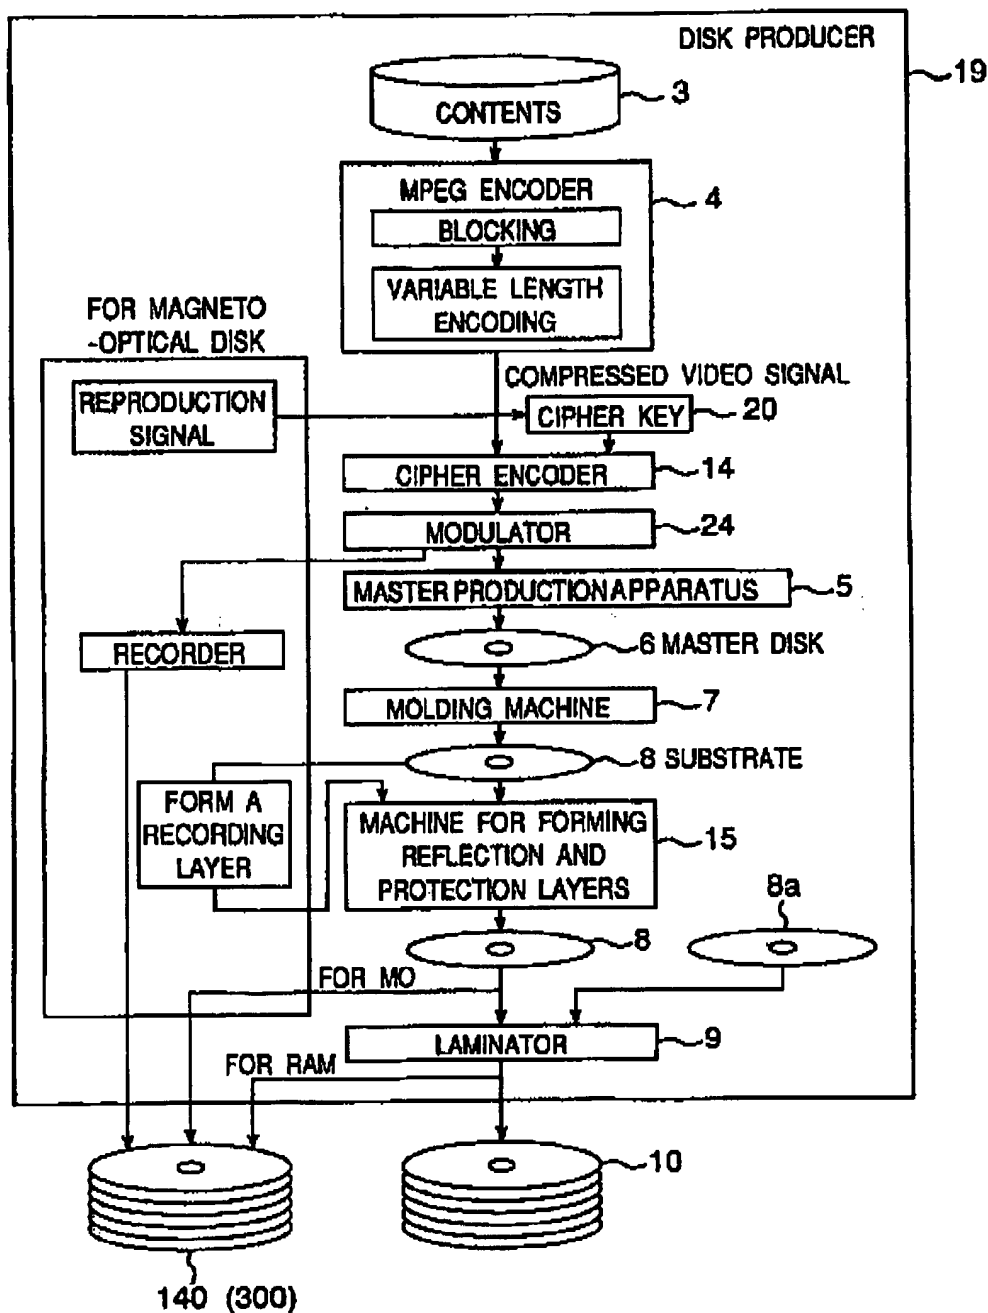 DISK PRODUCER
19
CONTENTS
3
MPEG ENCODER
4
BLOCKING
VARIABLE LENGTH
ENCODING
FOR MAGNETO
-OPTICAL DISK
COMPRESSED VIDEO SIGNAL
REPRODUCTION
SIGNAL
CIPHER KEY
20
CIPHER ENCODER
14
MODULATOR
24
MASTER PRODUCTION APPARATUS
5
RECORDER
6 MASTER DISK
MOLDING MACHINE
7
8 SUBSTRATE
FORM A
RECORDING
LAYER
MACHINE FOR FORMING
REFLECTION AND
PROTECTION LAYERS
15
8a
8
FOR MO
LAMINATOR
9
FOR RAM
10
140 (300)